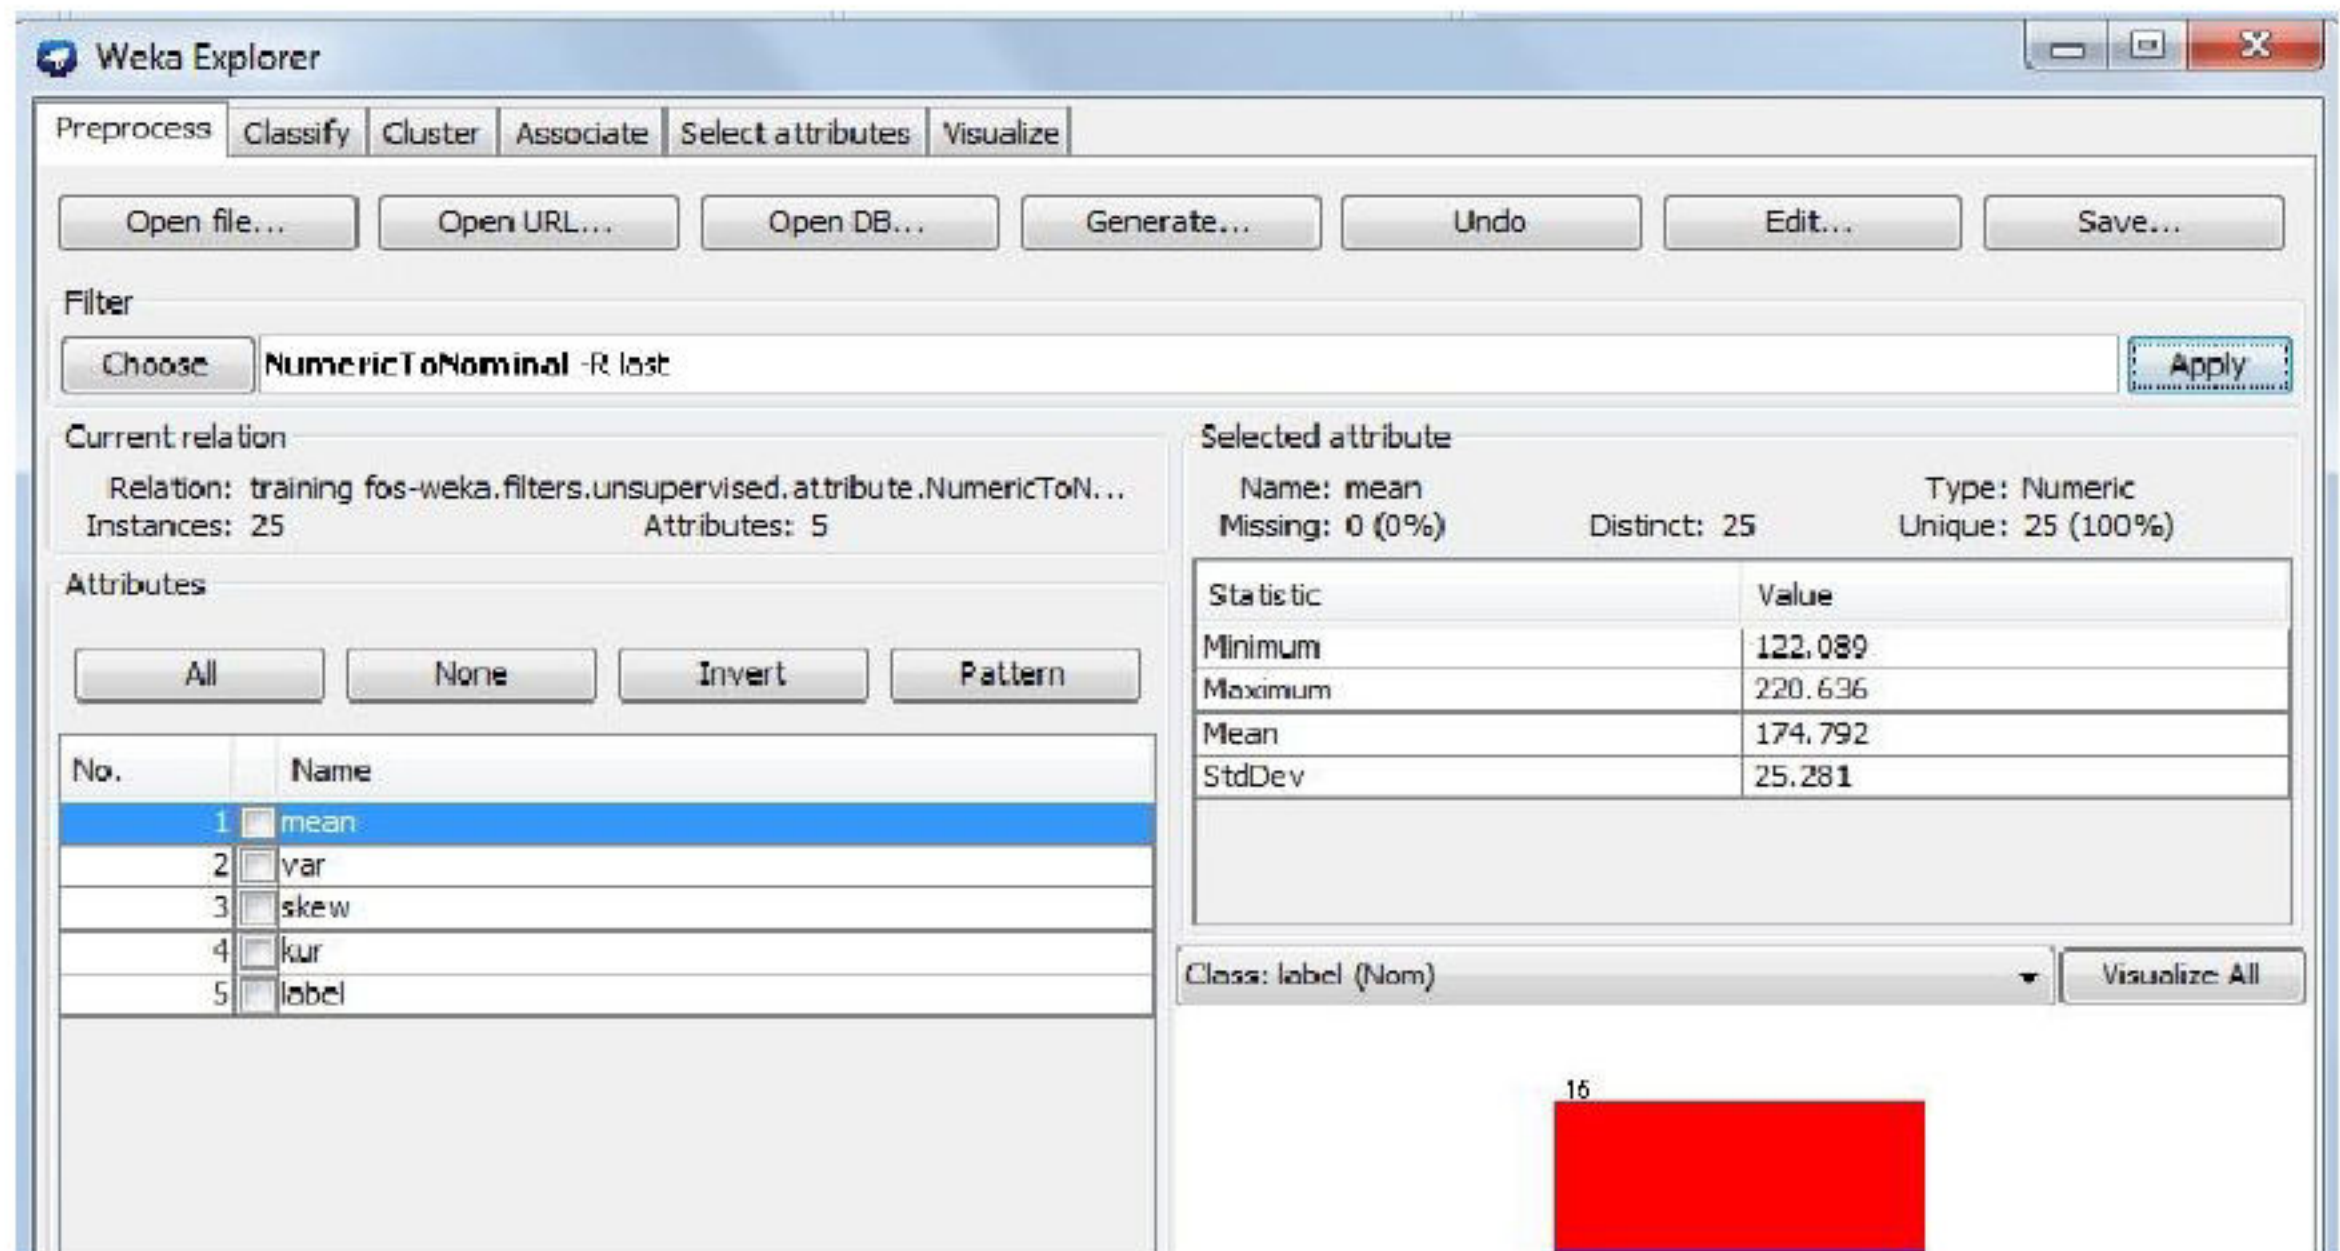 Weka Explorer
Preprocess Classify Cluster Associate Select attributes Visualize
Open file... Open URL... Open DB... Generate... Undo Edit... Save...
Filter
Choose NumericToNominal -R last Apply
Current relation
Relation: training fos-weka.filters.unsupervised.attribute.NumericToN...
Instances: 25 Attributes: 5
Selected attribute
Name: mean Type: Numeric
Missing: 0 (0%) Distinct: 25 Unique: 25 (100%)
Attributes
All None Invert Pattern
No. Name
1 mean
2 var
3 skew
4 kur
5 label
Statistic Value
Minimum 122.089
Maximum 220.636
Mean 174.792
StdDev 25.281
Class: label (Nom) Visualize All
16